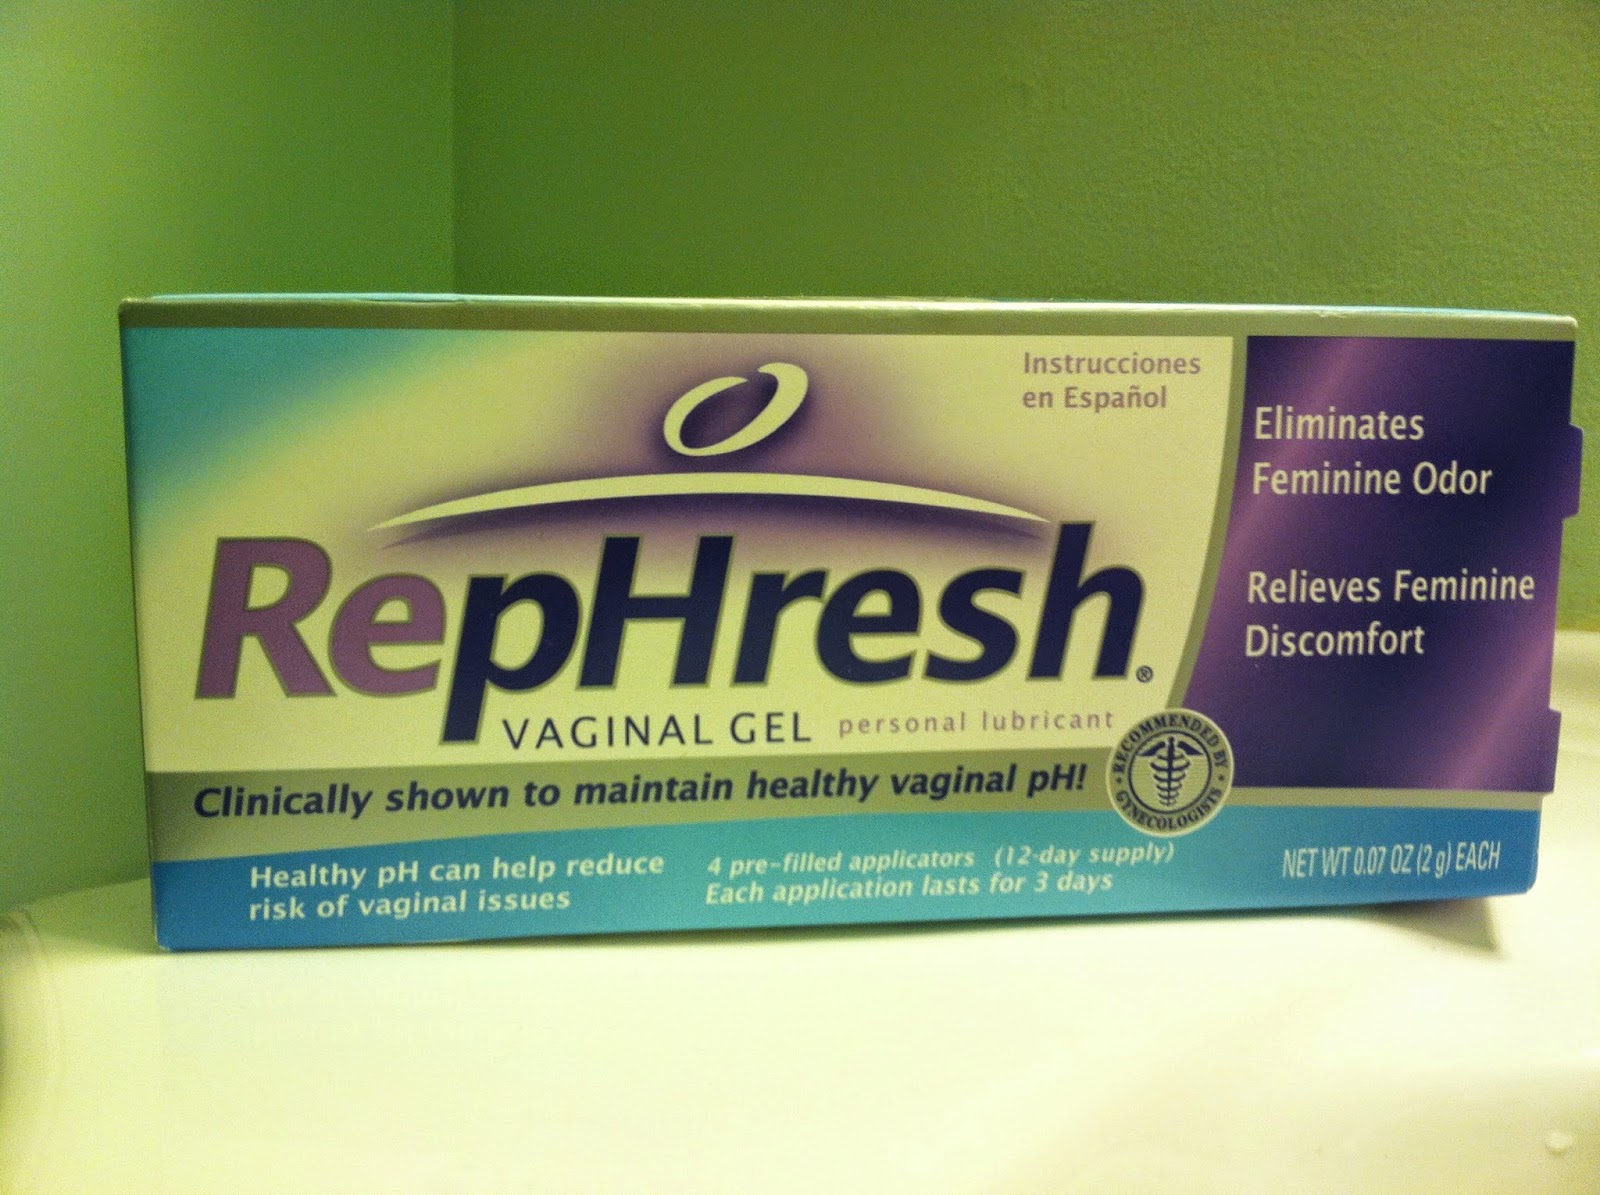 Instrucciones
en Español
RepHresh®
VAGINAL GEL personal lubricant
Clinically shown to maintain healthy vaginal pH!
Healthy pH can help reduce
risk of vaginal issues
4 pre-filled applicators (12-day supply)
Each application lasts for 3 days
RECOMMENDED BY
GYNECOLOGISTS
Eliminates
Feminine Odor
Relieves Feminine
Discomfort
NET WT 0.07 OZ (2 g) EACH